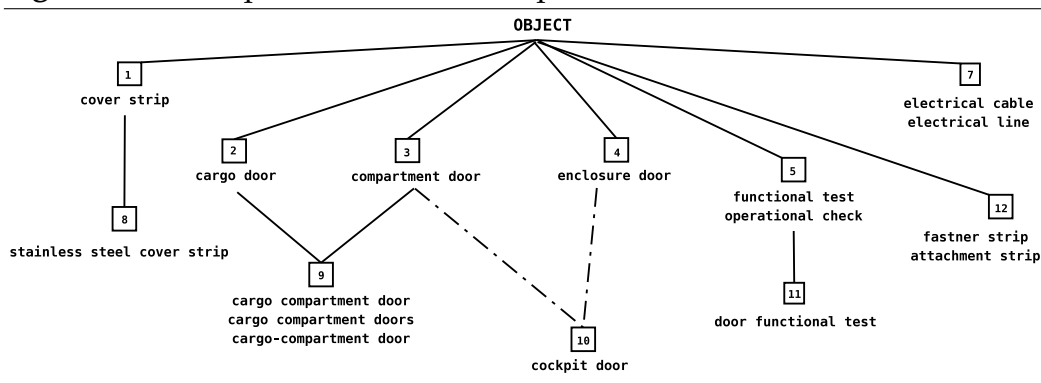 OBJECT
1
cover strip
7
electrical cable
electrical line
2
cargo door
3
compartment door
4
enclosure door
5
functional test
operational check
12
fastner strip
attachment strip
8
stainless steel cover strip
9
cargo compartment door
cargo compartment doors
cargo-compartment door
11
door functional test
10
cockpit door